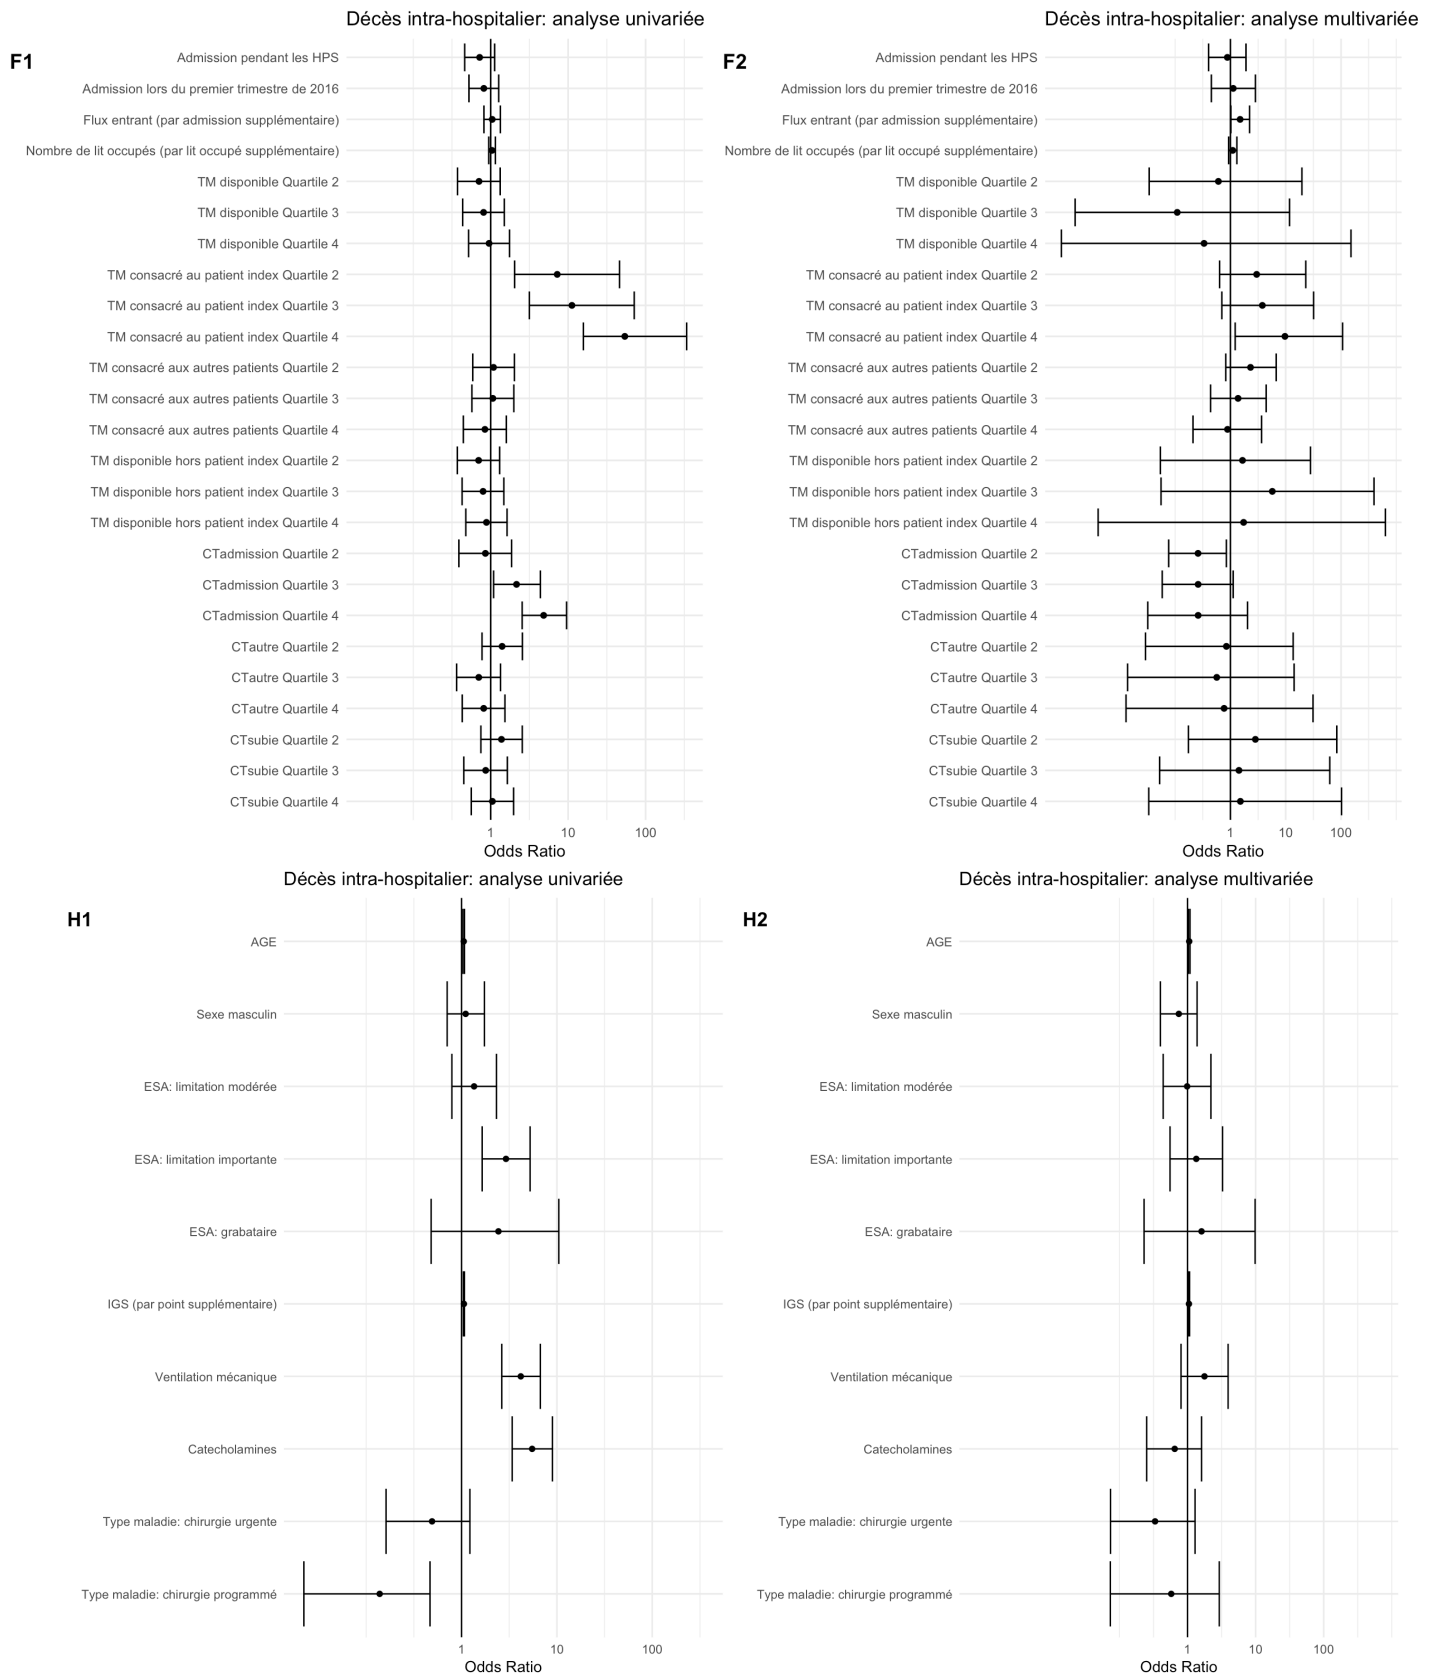 Décès intra-hospitalier: analyse univariée
F1
Admission pendant les HPS
Admission lors du premier trimestre de 2016
Flux entrant (par admission supplémentaire)
Nombre de lit occupés (par lit occupé supplémentaire)
TM disponible Quartile 2
TM disponible Quartile 3
TM disponible Quartile 4
TM consacré au patient index Quartile 2
TM consacré au patient index Quartile 3
TM consacré au patient index Quartile 4
TM consacré aux autres patients Quartile 2
TM consacré aux autres patients Quartile 3
TM consacré aux autres patients Quartile 4
TM disponible hors patient index Quartile 2
TM disponible hors patient index Quartile 3
TM disponible hors patient index Quartile 4
CTadmission Quartile 2
CTadmission Quartile 3
CTadmission Quartile 4
CTautre Quartile 2
CTautre Quartile 3
CTautre Quartile 4
CTsubie Quartile 2
CTsubie Quartile 3
CTsubie Quartile 4
1 10 100
Odds Ratio
Décès intra-hospitalier: analyse multivariée
F2
Admission pendant les HPS
Admission lors du premier trimestre de 2016
Flux entrant (par admission supplémentaire)
Nombre de lit occupés (par lit occupé supplémentaire)
TM disponible Quartile 2
TM disponible Quartile 3
TM disponible Quartile 4
TM consacré au patient index Quartile 2
TM consacré au patient index Quartile 3
TM consacré au patient index Quartile 4
TM consacré aux autres patients Quartile 2
TM consacré aux autres patients Quartile 3
TM consacré aux autres patients Quartile 4
TM disponible hors patient index Quartile 2
TM disponible hors patient index Quartile 3
TM disponible hors patient index Quartile 4
CTadmission Quartile 2
CTadmission Quartile 3
CTadmission Quartile 4
CTautre Quartile 2
CTautre Quartile 3
CTautre Quartile 4
CTsubie Quartile 2
CTsubie Quartile 3
CTsubie Quartile 4
1 10 100
Odds Ratio
Décès intra-hospitalier: analyse univariée
H1
AGE
Sexe masculin
ESA: limitation modérée
ESA: limitation importante
ESA: grabataire
IGS (par point supplémentaire)
Ventilation mécanique
Catecholamines
Type maladie: chirurgie urgente
Type maladie: chirurgie programmé
1 10 100
Odds Ratio
Décès intra-hospitalier: analyse multivariée
H2
AGE
Sexe masculin
ESA: limitation modérée
ESA: limitation importante
ESA: grabataire
IGS (par point supplémentaire)
Ventilation mécanique
Catecholamines
Type maladie: chirurgie urgente
Type maladie: chirurgie programmé
1 10 100
Odds Ratio